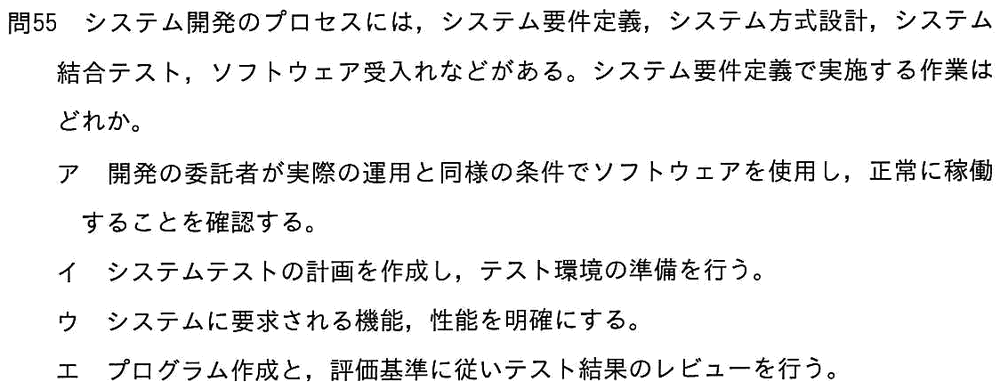 問55 システム開発のプロセスには，システム要件定義，システム方式設計，システム
結合テスト，ソフトウェア受入れなどがある。システム要件定義で実施する作業は
どれか。
ア 開発の委託者が実際の運用と同様の条件でソフトウェアを使用し，正常に稼働
することを確認する。
イ システムテストの計画を作成し，テスト環境の準備を行う。
ウ システムに要求される機能，性能を明確にする。
エ プログラム作成と，評価基準に従いテスト結果のレビューを行う。